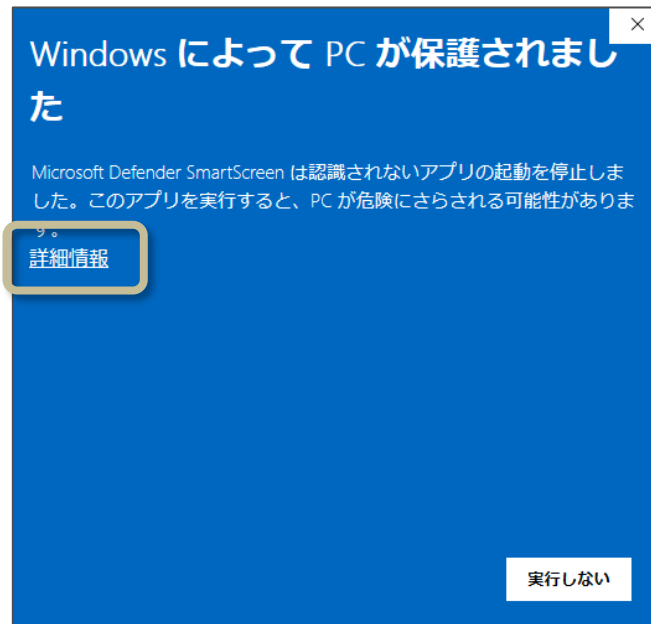 Windows によって PC が保護されまし
た
Microsoft Defender SmartScreen は認識されないアプリの起動を停止しま
した。このアプリを実行すると、PC が危険にさらされる可能性がありま
す。
詳細情報
実行しない